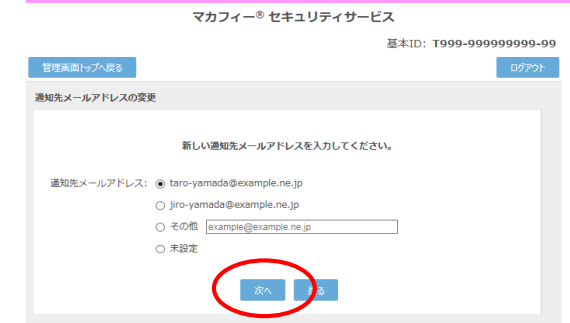 マカフィー® セキュリティサービス
基本ID: T999-999999999-99
管理画面トップへ戻る
ログアウト
通知先メールアドレスの変更
新しい通知先メールアドレスを入力してください。
通知先メールアドレス: taro-yamada@example.ne.jp
jiro-yamada@example.ne.jp
その他 example@example.ne.jp
未設定
次へ 戻る